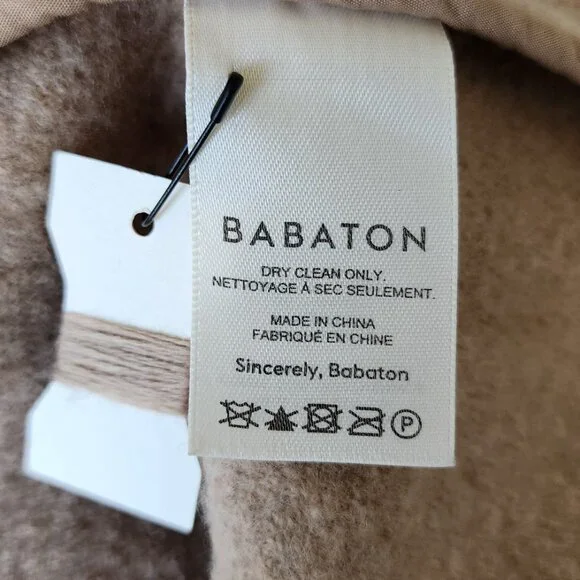 BABATON
DRY CLEAN ONLY.
NETTOYAGE À SEC SEULEMENT.
MADE IN CHINA
FABRIQUÉ EN CHINE
Sincerely, Babaton
P